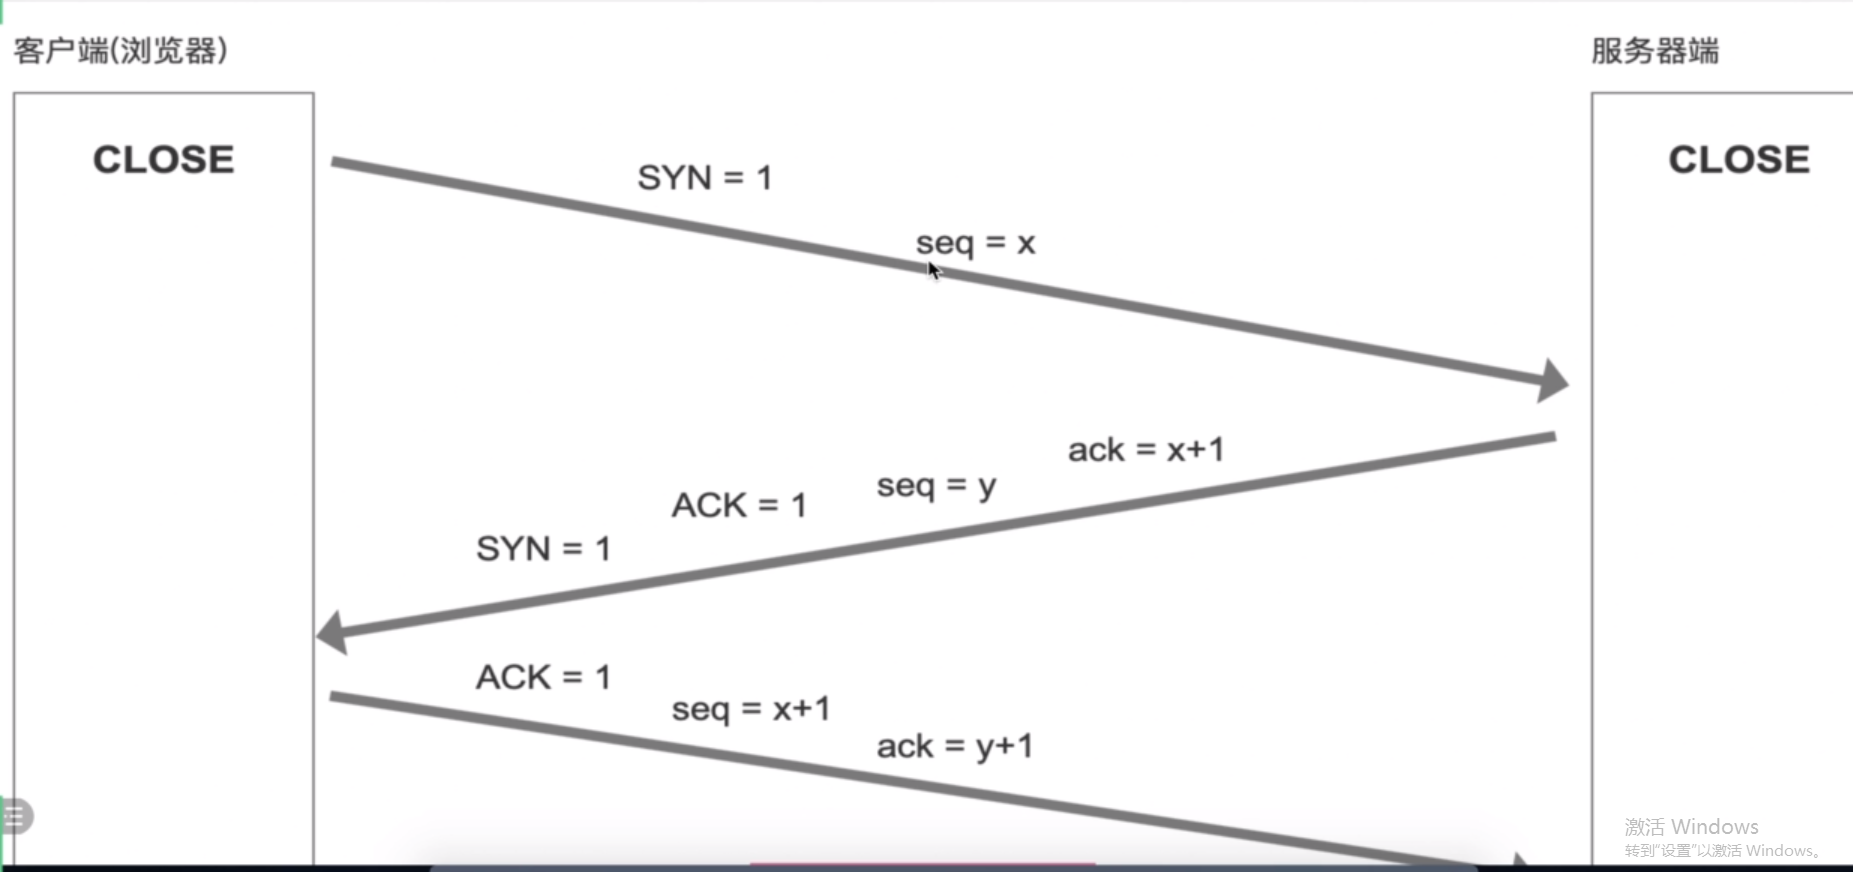 客户端(浏览器)
服务器端
CLOSE
CLOSE
SYN = 1
seq = x
ack = x+1
seq = y
ACK = 1
SYN = 1
ACK = 1
seq = x+1
ack = y+1
激活 Windows
转到“设置”以激活 Windows。